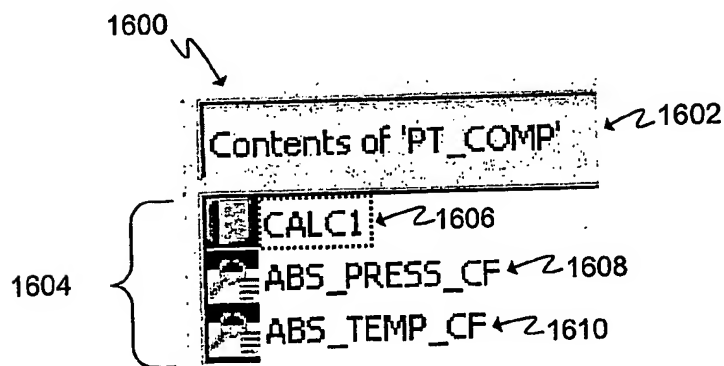 1600
Contents of 'PT_COMP'
1602
CALC1
1606
1604
ABS_PRESS_CF
1608
ABS_TEMP_CF
1610